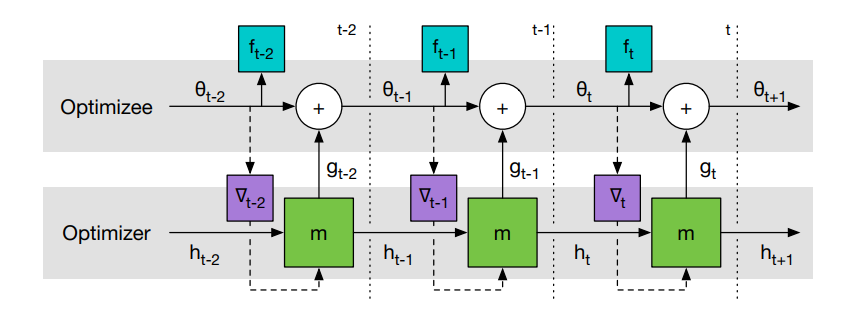 t-2 t-1 t
f_{t-2} f_{t-1} f_t
Optimizee θ_{t-2} + θ_{t-1} + θ_t + θ_{t+1}
g_{t-2} g_{t-1} g_t
∇_{t-2} ∇_{t-1} ∇_t
Optimizer m m m
h_{t-2} h_{t-1} h_t h_{t+1}